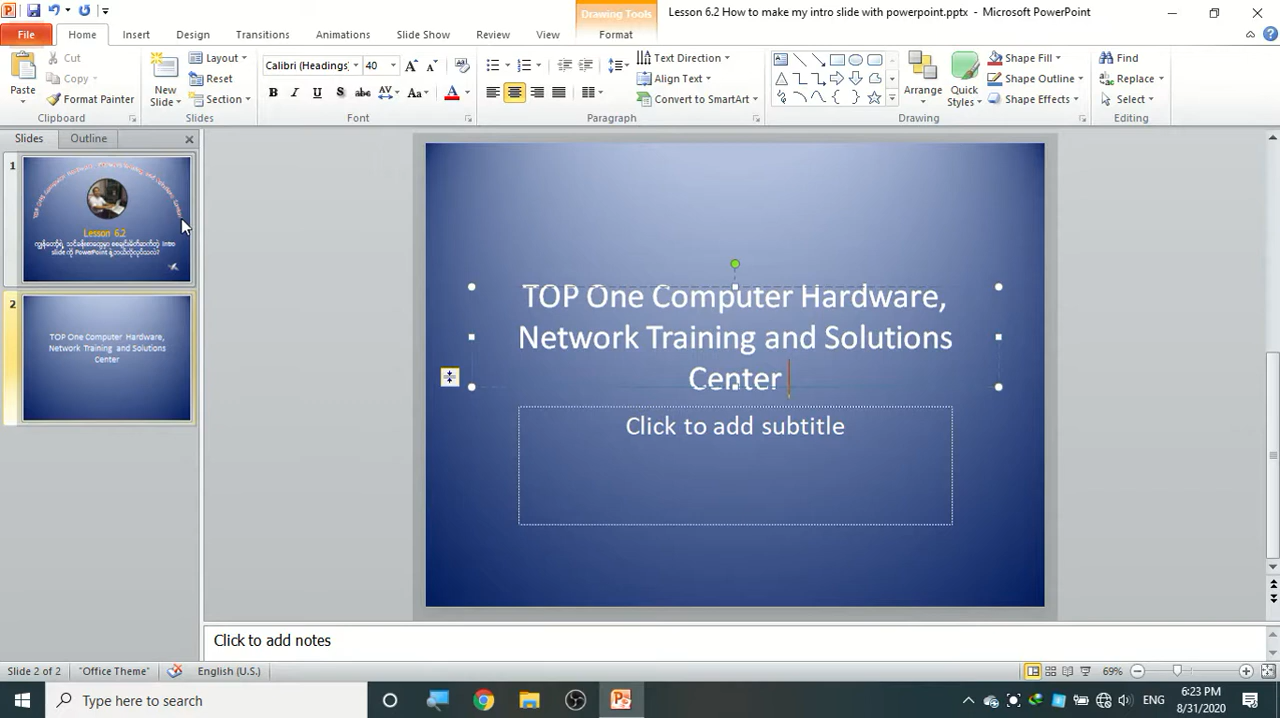 Drawing Tools
Lesson 6.2 How to make my intro slide with powerpoint.pptx - Microsoft PowerPoint
File Home Insert Design Transitions Animations Slide Show Review View Format
Cut
Copy
Format Painter
Paste
Clipboard
New Slide
Layout
Reset
Section
Slides
Calibri (Headings) 40
Font
Text Direction
Align Text
Convert to SmartArt
Paragraph
Arrange
Quick Styles
Shape Fill
Shape Outline
Shape Effects
Drawing
Find
Replace
Select
Editing
Slides Outline
1
Lesson 6.2
2
TOP One Computer Hardware,
Network Training and Solutions
Center
TOP One Computer Hardware,
Network Training and Solutions
Center
Click to add subtitle
Click to add notes
Slide 2 of 2 "Office Theme" English (U.S.) 69%
Type here to search
ENG
6:23 PM
8/31/2020